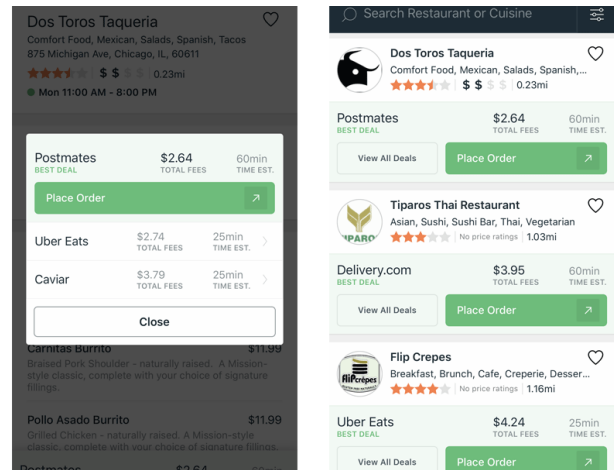 Dos Toros Taqueria
Comfort Food, Mexican, Salads, Spanish, Tacos
875 Michigan Ave, Chicago, IL, 60611
$ $ $ $ 0.23mi
Mon 11:00 AM - 8:00 PM
Postmates $2.64 60min
BEST DEAL TOTAL FEES TIME EST.
Place Order
Uber Eats $2.74 25min
TOTAL FEES TIME EST.
Caviar $3.79 25min
TOTAL FEES TIME EST.
Close
Carnitas Burrito $11.99
Braised Pork Shoulder - naturally raised. A Mission-
style classic, complete with your choice of signature
fillings.
Pollo Asado Burrito $11.99
Grilled Chicken - naturally raised. A Mission-style
classic, complete with your choice of signature fillings.
Postmates $2.64 60min
Search Restaurant or Cuisine
Dos Toros Taqueria
Comfort Food, Mexican, Salads, Spanish,...
$ $ $ $ 0.23mi
Postmates $2.64 60min
BEST DEAL TOTAL FEES TIME EST.
View All Deals Place Order
TIPARO
Tiparos Thai Restaurant
Asian, Sushi, Sushi Bar, Thai, Vegetarian
No price ratings 1.03mi
Delivery.com $3.95 60min
BEST DEAL TOTAL FEES TIME EST.
View All Deals Place Order
FliPcrêpes
Flip Crepes
Breakfast, Brunch, Cafe, Creperie, Desser...
No price ratings 1.16mi
Uber Eats $4.24 25min
BEST DEAL TOTAL FEES TIME EST.
View All Deals Place Order